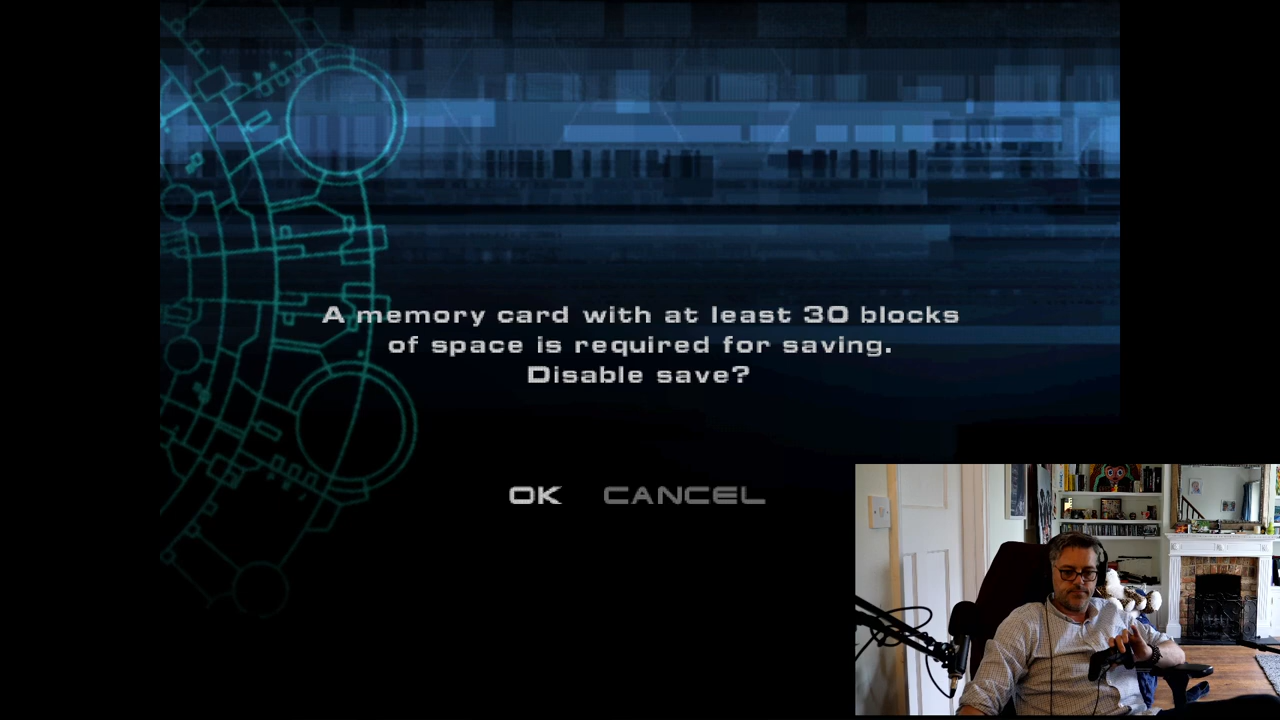 A memory card with at least 30 blocks
of space is required for saving.
Disable save?
OK CANCEL